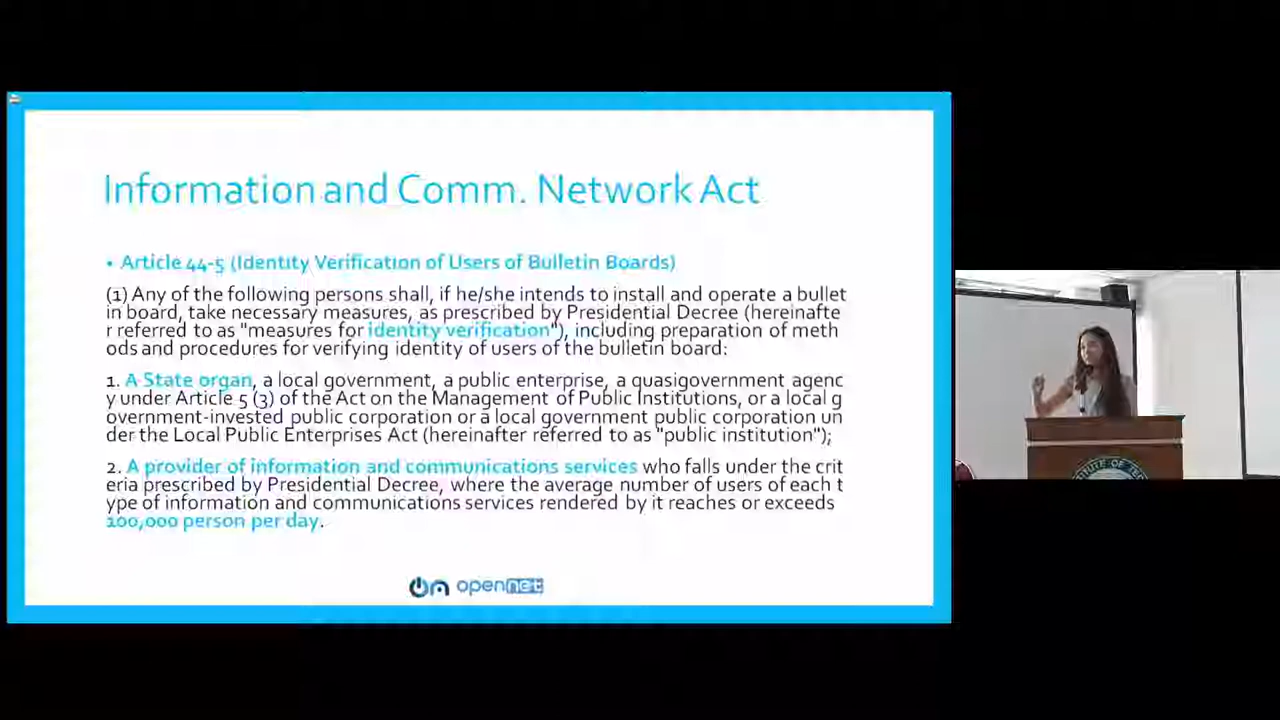 Information and Comm. Network Act
• Article 44-5 (Identity Verification of Users of Bulletin Boards)
(1) Any of the following persons shall, if he/she intends to install and operate a bullet
in board, take necessary measures, as prescribed by Presidential Decree (hereinafte
r referred to as "measures for identity verification"), including preparation of meth
ods and procedures for verifying identity of users of the bulletin board:
1. A State organ, a local government, a public enterprise, a quasigovernment agenc
y under Article 5 (3) of the Act on the Management of Public Institutions, or a local g
overnment-invested public corporation or a local government public corporation un
der the Local Public Enterprises Act (hereinafter referred to as "public institution");
2. A provider of information and communications services who falls under the crit
eria prescribed by Presidential Decree, where the average number of users of each t
ype of information and communications services rendered by it reaches or exceeds
100,000 person per day.
opennet